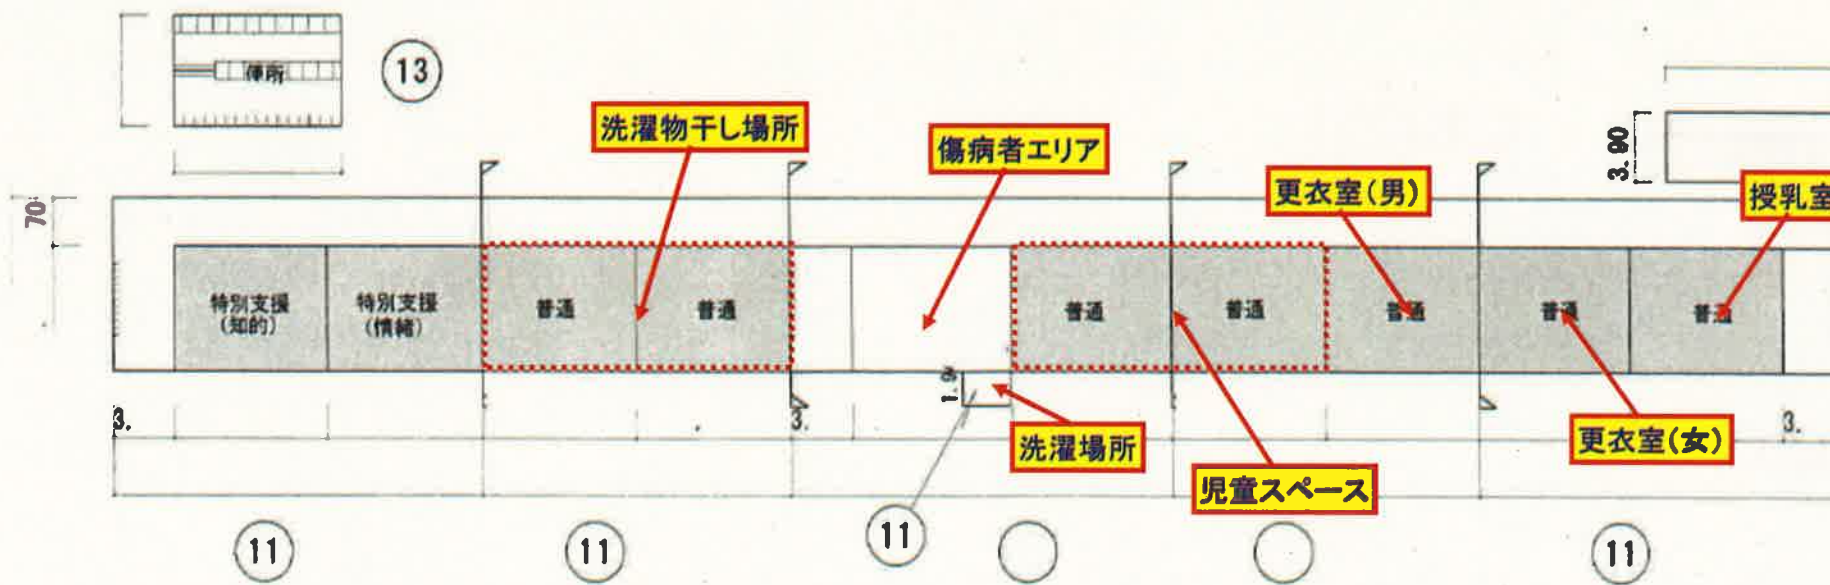 便所
13
洗濯物干し場所
傷病者エリア
更衣室(男)
3.90
授乳室
70
特別支援
(知的)
特別支援
(情緒)
普通
普通
普通
普通
普通
普通
普通
3.
3.
1.9
3.
洗濯場所
児童スペース
更衣室(女)
11
11
11
11